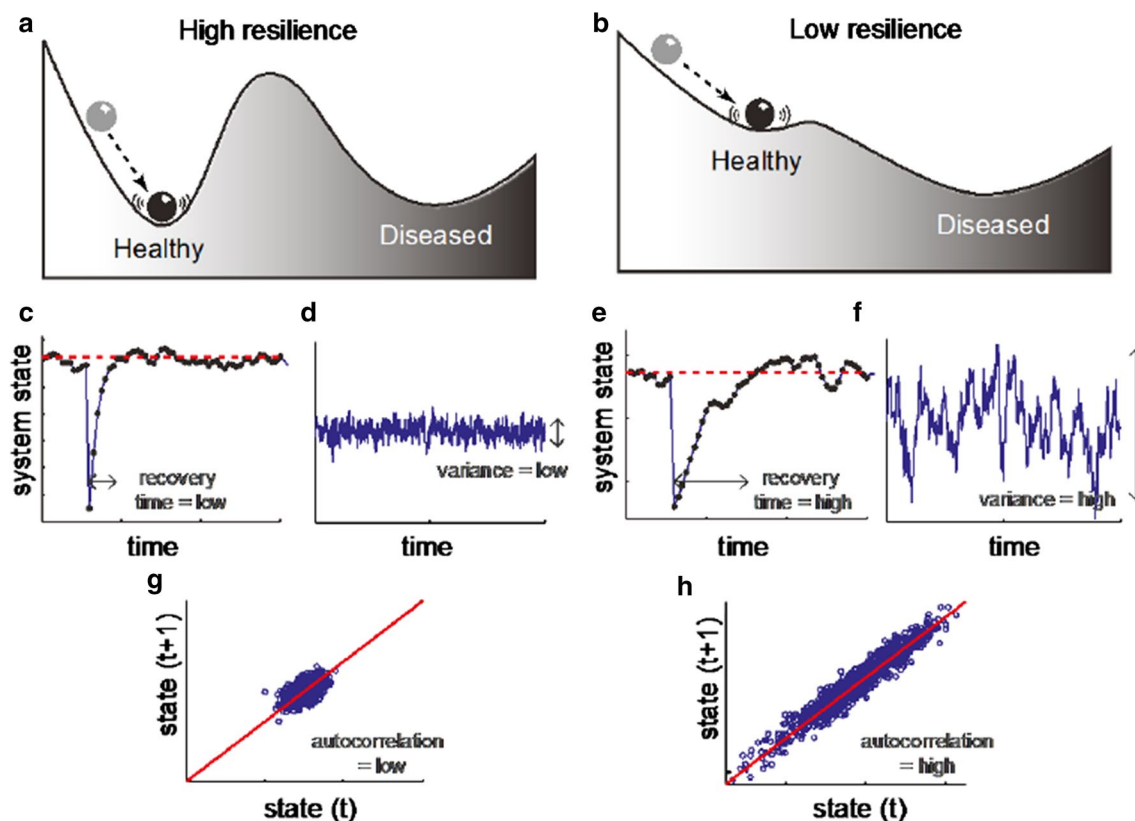 a
High resilience
Healthy
Diseased
b
Low resilience
Healthy
Diseased
c
system state
recovery
time = low
time
d
variance = low
time
e
system state
recovery
time = high
time
f
variance = high
time
g
state (t+1)
autocorrelation
= low
state (t)
h
state (t+1)
autocorrelation
= high
state (t)